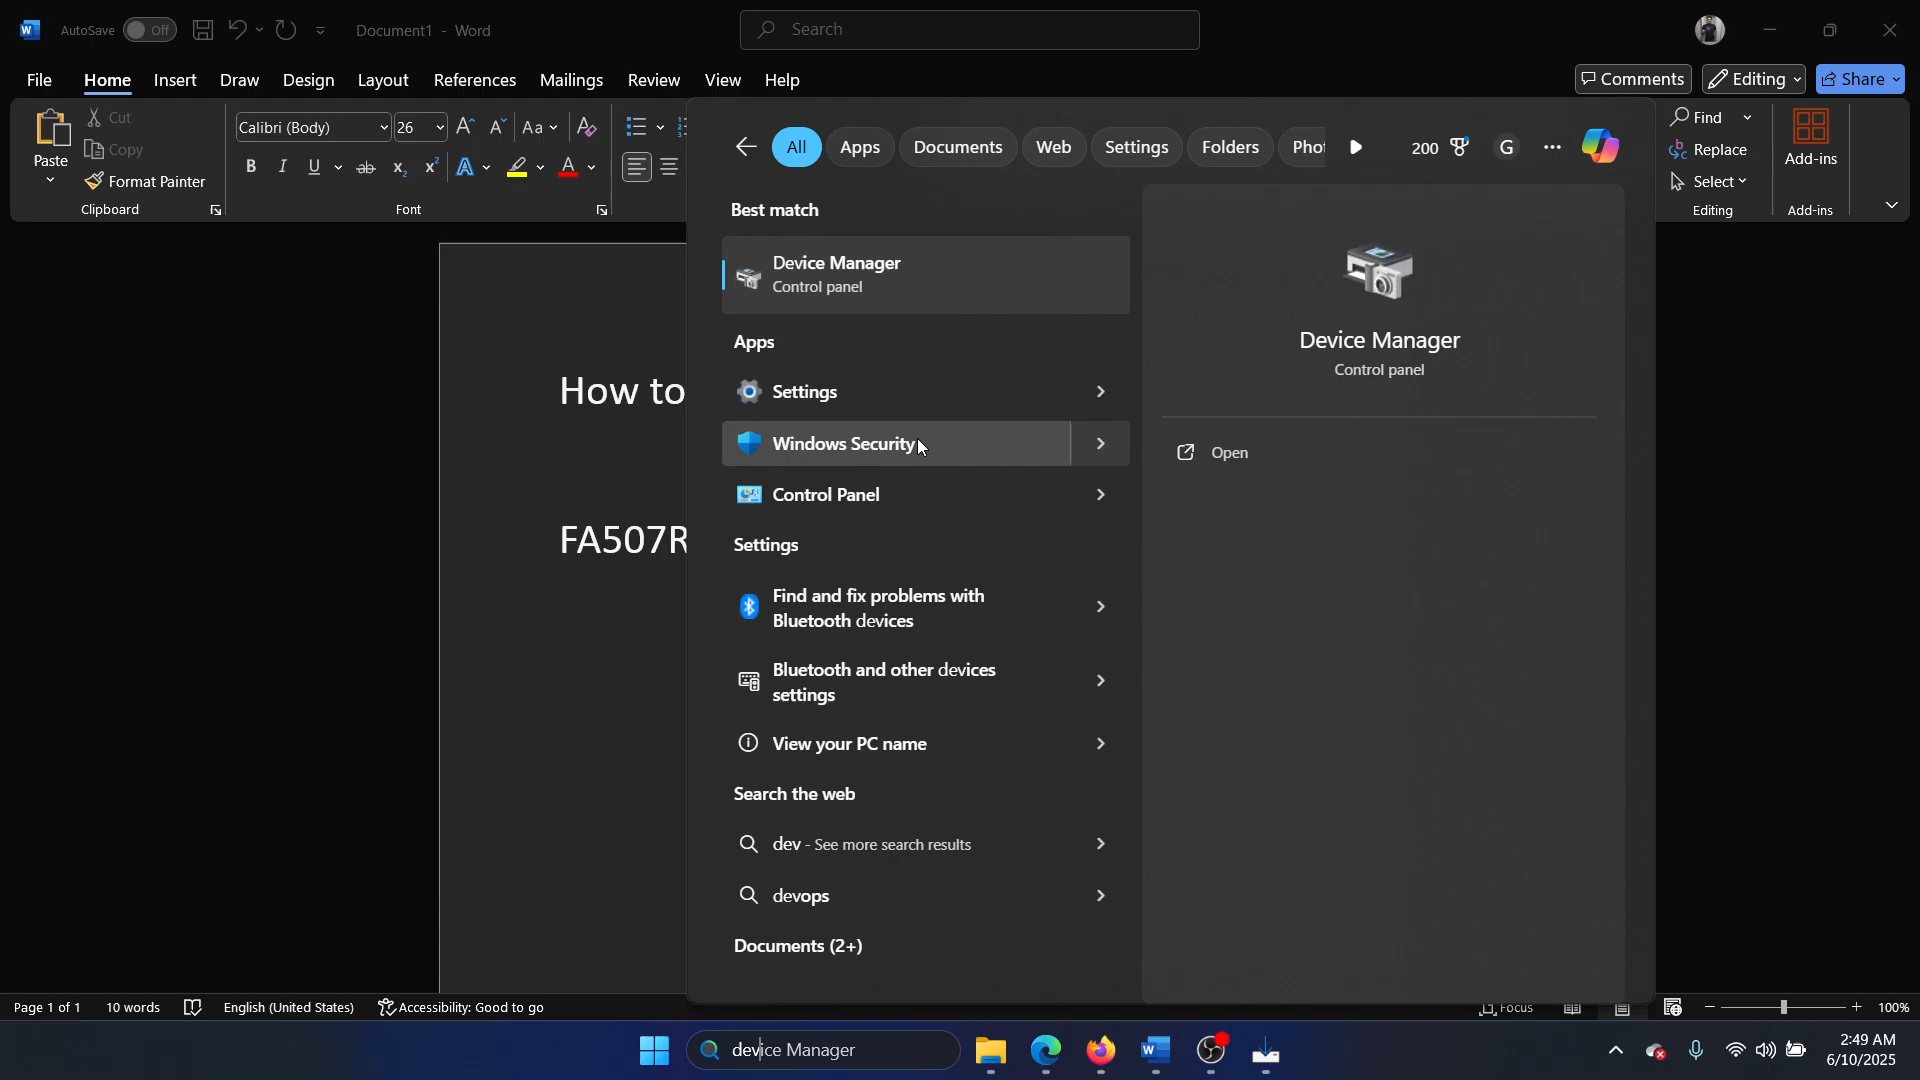 AutoSave Off Document1 - Word Search
File Home Insert Draw Design Layout References Mailings Review View Help Comments Editing Share
Paste Cut Copy Format Painter Clipboard
Calibri (Body) 26 Aa
B I U ab x₂ x² A A
Font
Find
Replace
Select
Editing
Add-ins
Add-ins
How to
FA507R
All Apps Documents Web Settings Folders Phot 200 G
Best match
Device Manager
Control panel
Apps
Settings
Windows Security
Control Panel
Settings
Find and fix problems with
Bluetooth devices
Bluetooth and other devices
settings
View your PC name
Search the web
dev - See more search results
devops
Documents (2+)
Device Manager
Control panel
Open
Page 1 of 1 10 words English (United States) Accessibility: Good to go Focus 100%
device Manager
2:49 AM
6/10/2025